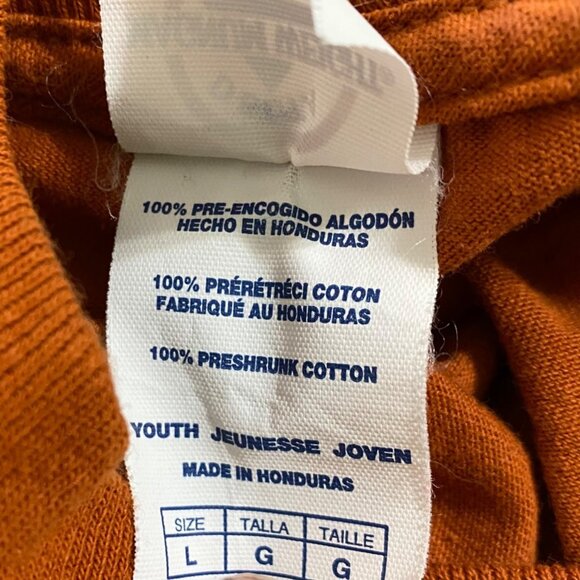 100% PRE-ENCOGIDO ALGODÓN
HECHO EN HONDURAS
100% PRÉRÉTRÉCI COTON
FABRIQUÉ AU HONDURAS
100% PRESHRUNK COTTON
YOUTH JEUNESSE JOVEN
MADE IN HONDURAS
SIZE TALLA TAILLE
L G G